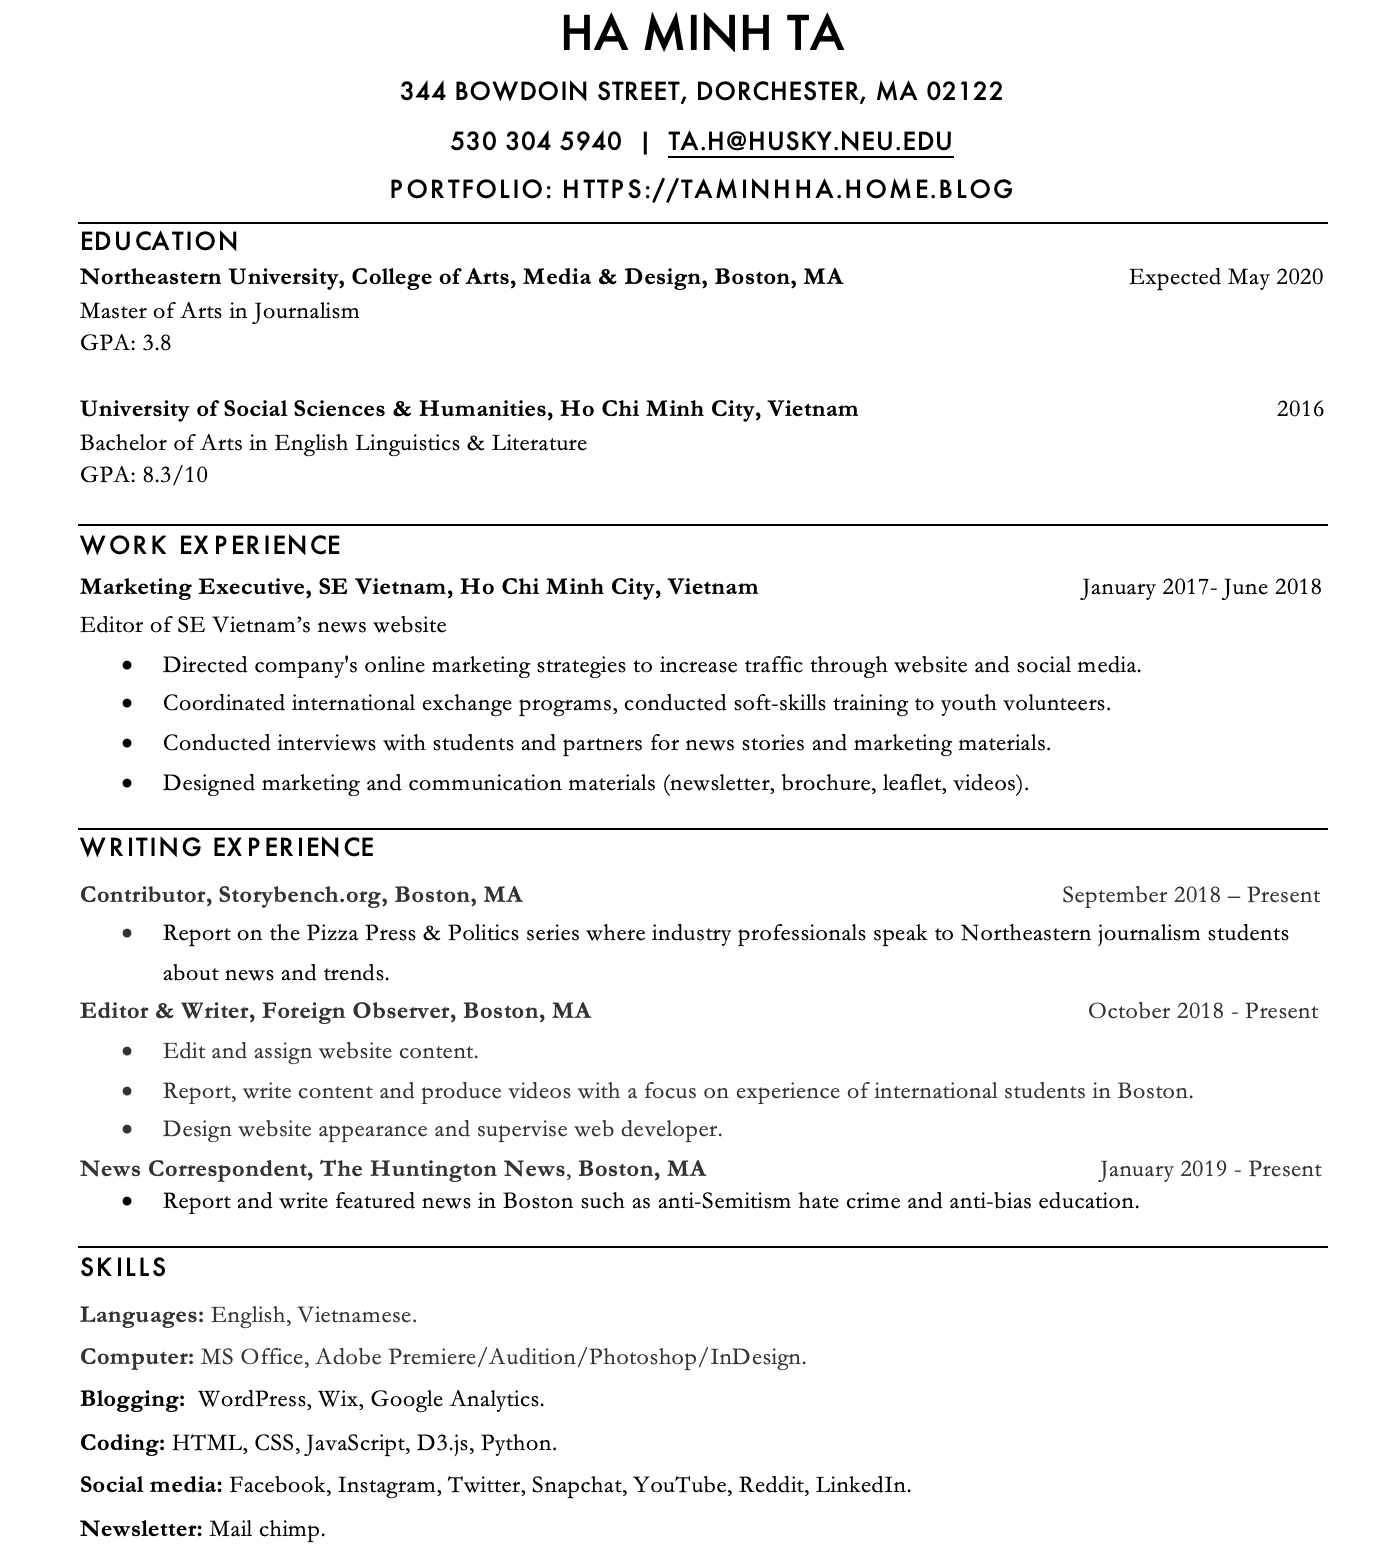 HA MINH TA
344 BOWDOIN STREET, DORCHESTER, MA 02122
530 304 5940 | TA.H@HUSKY.NEU.EDU
PORTFOLIO: HTTPS://TAMINHHA.HOME.BLOG
EDUCATION
Northeastern University, College of Arts, Media & Design, Boston, MA Expected May 2020
Master of Arts in Journalism
GPA: 3.8
University of Social Sciences & Humanities, Ho Chi Minh City, Vietnam 2016
Bachelor of Arts in English Linguistics & Literature
GPA: 8.3/10
WORK EXPERIENCE
Marketing Executive, SE Vietnam, Ho Chi Minh City, Vietnam January 2017- June 2018
Editor of SE Vietnam’s news website
• Directed company's online marketing strategies to increase traffic through website and social media.
• Coordinated international exchange programs, conducted soft-skills training to youth volunteers.
• Conducted interviews with students and partners for news stories and marketing materials.
• Designed marketing and communication materials (newsletter, brochure, leaflet, videos).
WRITING EXPERIENCE
Contributor, Storybench.org, Boston, MA September 2018 – Present
• Report on the Pizza Press & Politics series where industry professionals speak to Northeastern journalism students
about news and trends.
Editor & Writer, Foreign Observer, Boston, MA October 2018 - Present
• Edit and assign website content.
• Report, write content and produce videos with a focus on experience of international students in Boston.
• Design website appearance and supervise web developer.
News Correspondent, The Huntington News, Boston, MA January 2019 - Present
• Report and write featured news in Boston such as anti-Semitism hate crime and anti-bias education.
SKILLS
Languages: English, Vietnamese.
Computer: MS Office, Adobe Premiere/Audition/Photoshop/InDesign.
Blogging: WordPress, Wix, Google Analytics.
Coding: HTML, CSS, JavaScript, D3.js, Python.
Social media: Facebook, Instagram, Twitter, Snapchat, YouTube, Reddit, LinkedIn.
Newsletter: Mail chimp.